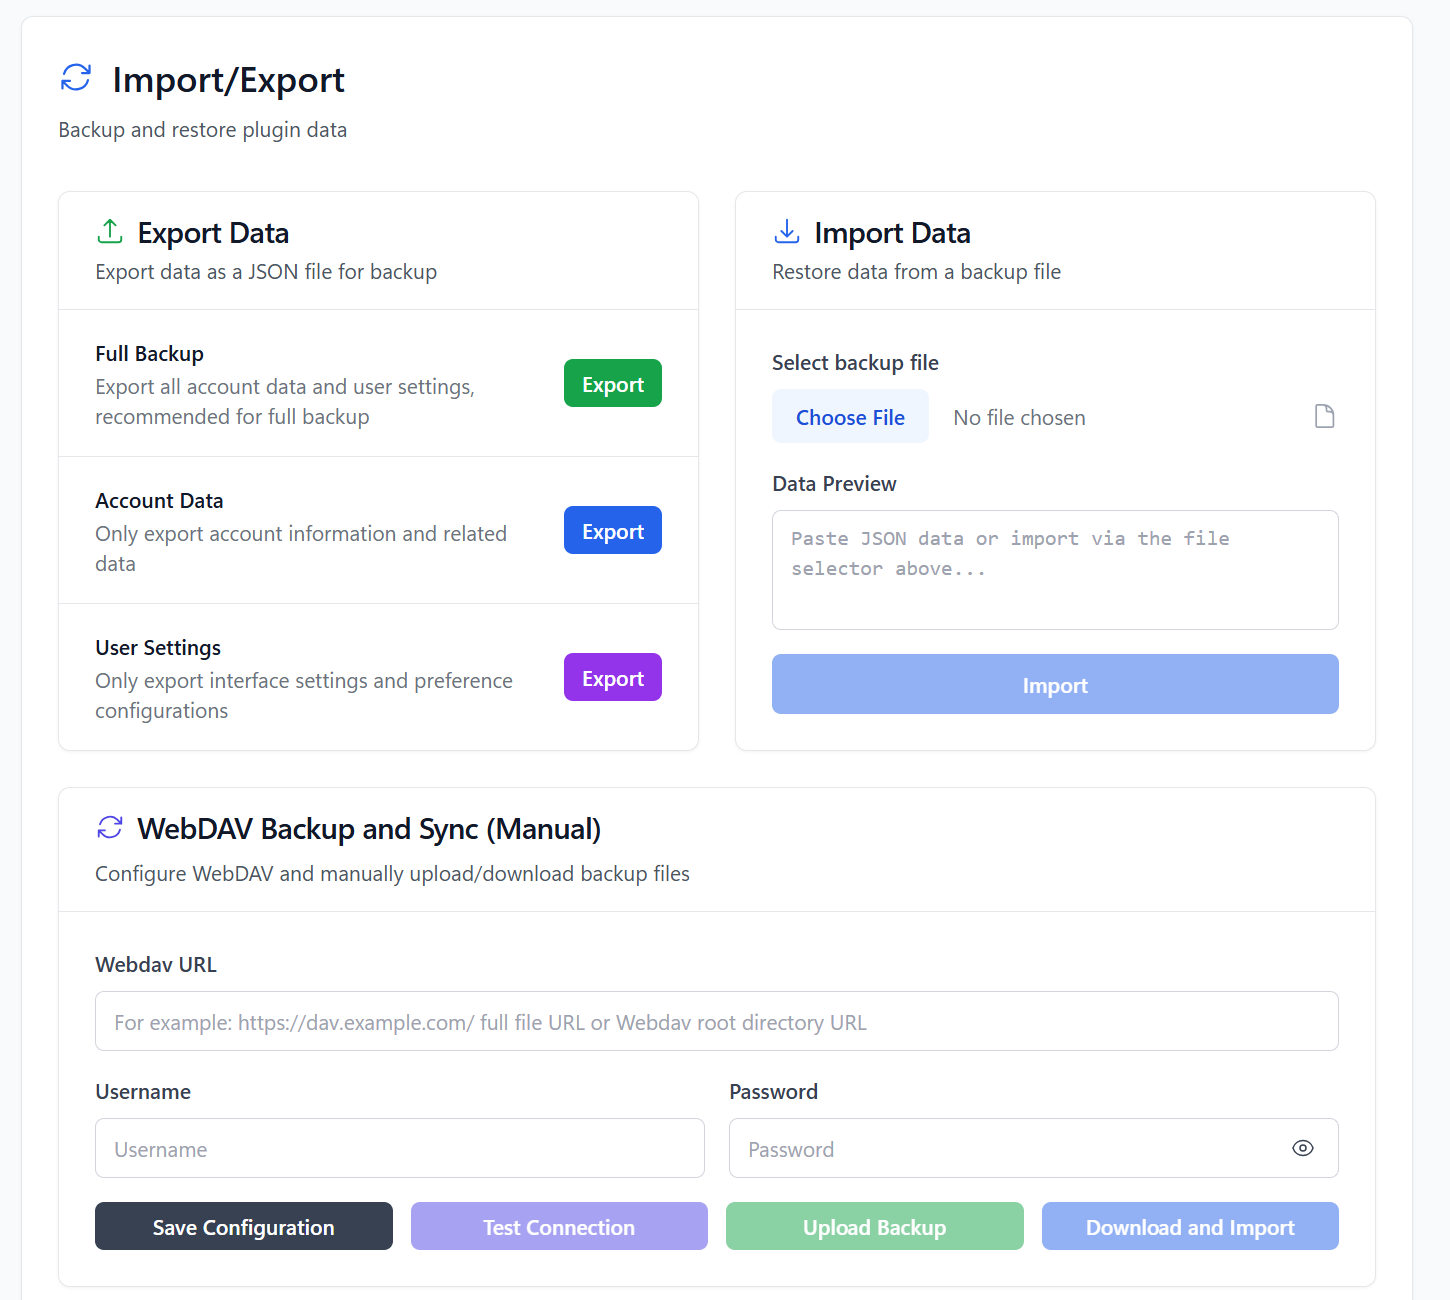 Import/Export
Backup and restore plugin data
Export Data
Export data as a JSON file for backup
Full Backup
Export all account data and user settings,
recommended for full backup
Export
Account Data
Only export account information and related
data
Export
User Settings
Only export interface settings and preference
configurations
Export
Import Data
Restore data from a backup file
Select backup file
Choose File No file chosen
Data Preview
Paste JSON data or import via the file
selector above...
Import
WebDAV Backup and Sync (Manual)
Configure WebDAV and manually upload/download backup files
Webdav URL
For example: https://dav.example.com/ full file URL or Webdav root directory URL
Username Password
Username Password
Save Configuration Test Connection Upload Backup Download and Import